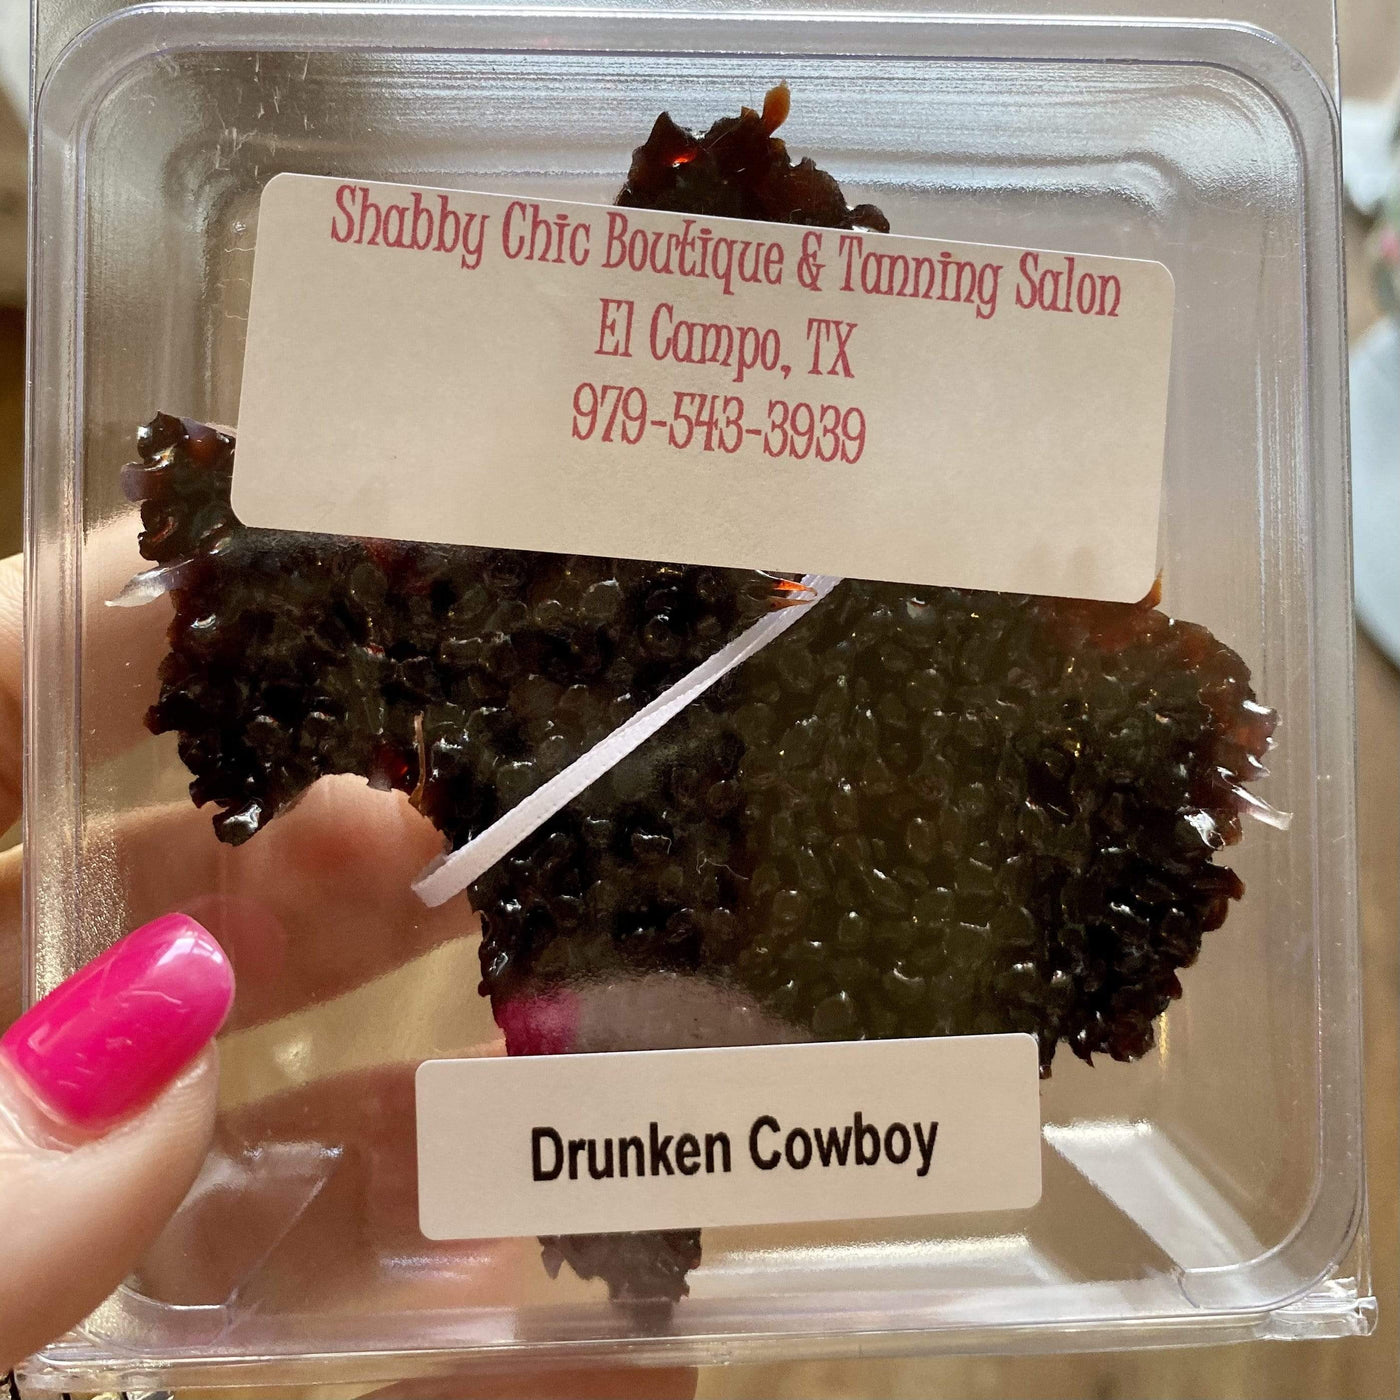 Shabby Chic Boutique & Tanning Salon
El Campo, TX
979-543-3939
Drunken Cowboy